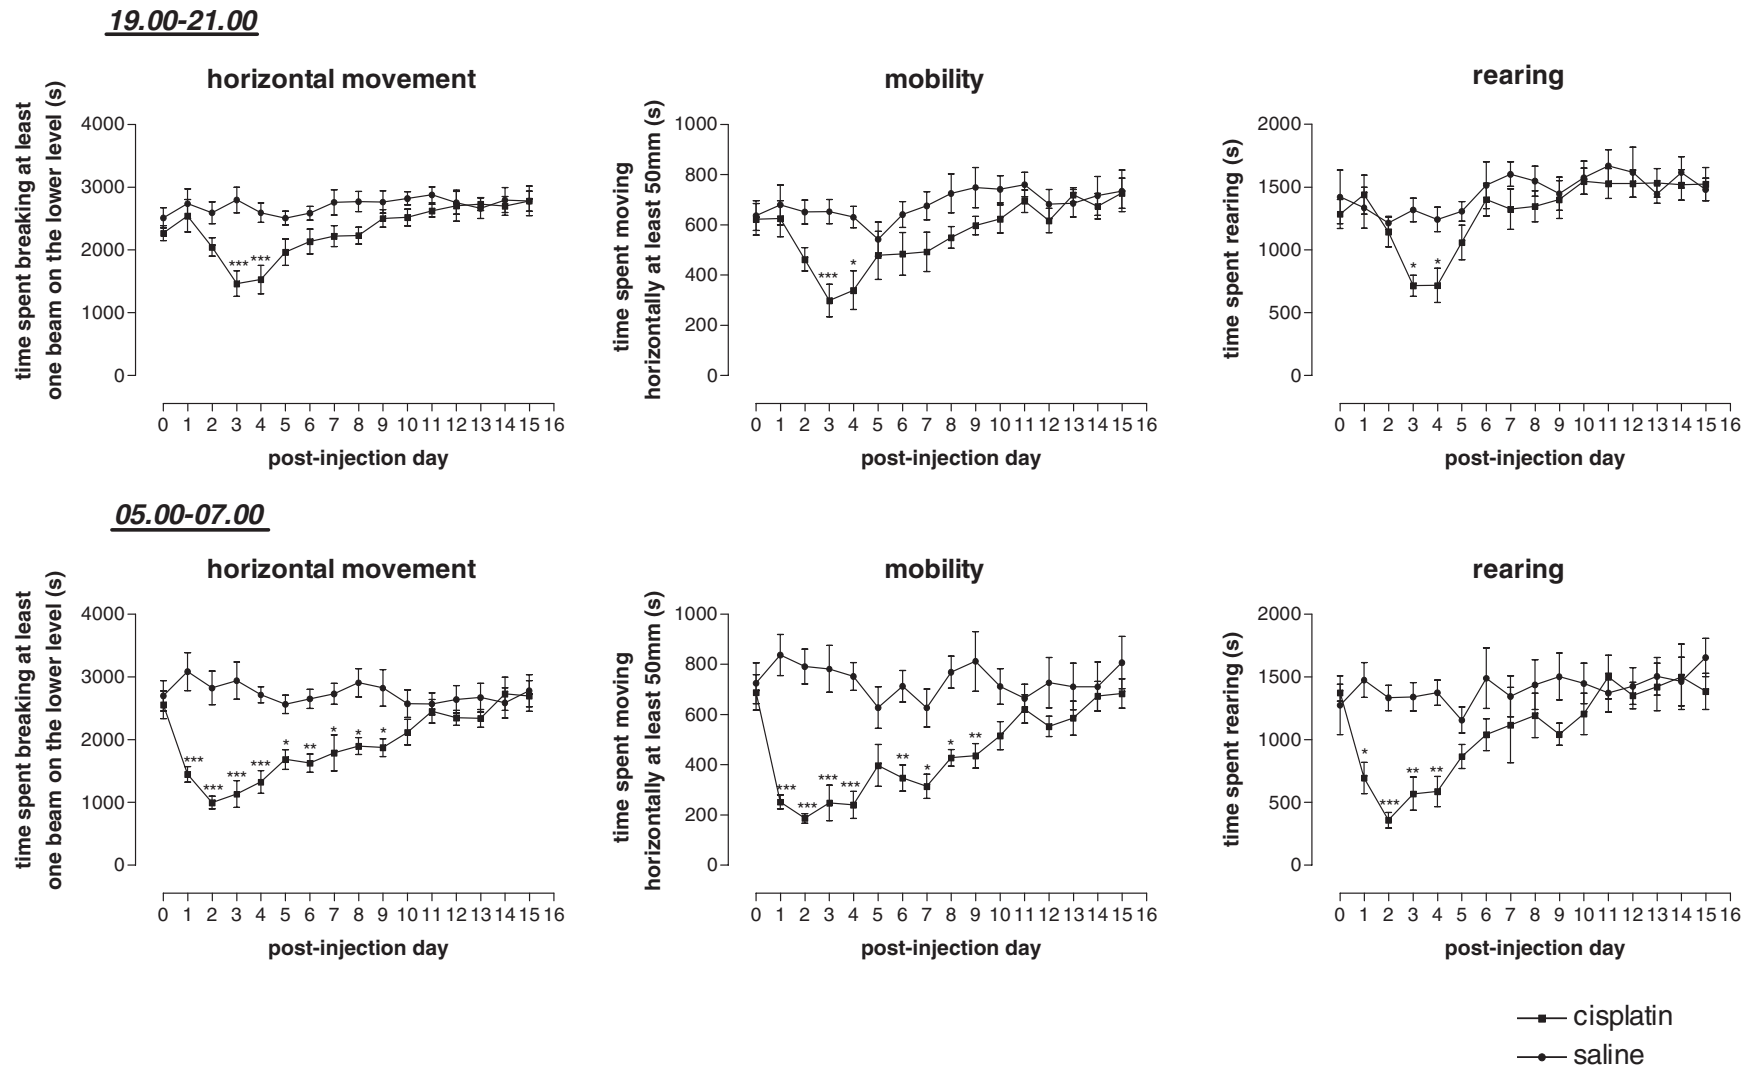 19.00-21.00
horizontal movement
time spent breaking at least
one beam on the lower level (s)
4000
3000
2000
1000
0
*** ***
0 1 2 3 4 5 6 7 8 9 10 11 12 13 14 15 16
post-injection day
mobility
time spent moving
horizontally at least 50mm (s)
1000
800
600
400
200
0
*** *
0 1 2 3 4 5 6 7 8 9 10 11 12 13 14 15 16
post-injection day
rearing
time spent rearing (s)
2000
1500
1000
500
0
* *
0 1 2 3 4 5 6 7 8 9 10 11 12 13 14 15 16
post-injection day
05.00-07.00
horizontal movement
time spent breaking at least
one beam on the lower level (s)
4000
3000
2000
1000
0
*** *** *** *** * ** * * *
0 1 2 3 4 5 6 7 8 9 10 11 12 13 14 15 16
post-injection day
mobility
time spent moving
horizontally at least 50mm (s)
1000
800
600
400
200
0
*** *** *** *** ** * * **
0 1 2 3 4 5 6 7 8 9 10 11 12 13 14 15 16
post-injection day
rearing
time spent rearing (s)
2000
1500
1000
500
0
* *** ** **
0 1 2 3 4 5 6 7 8 9 10 11 12 13 14 15 16
post-injection day
cisplatin
saline